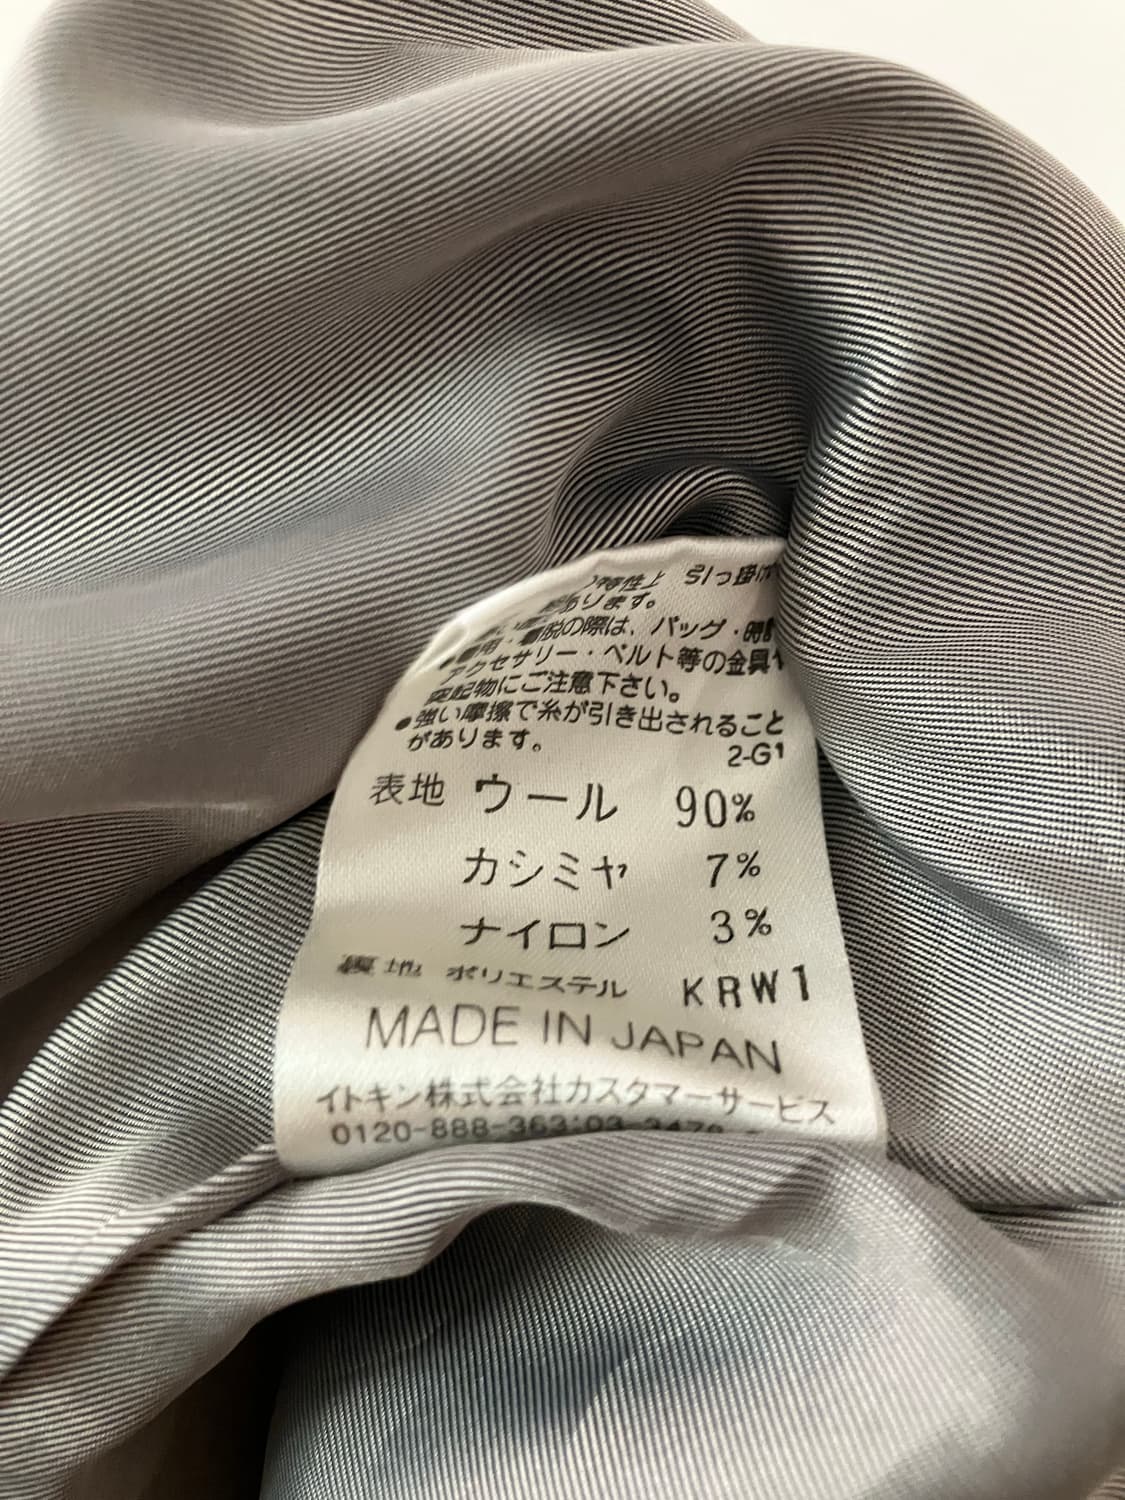 特性上 引っ掛け
あります。
の際は、バッグ・時
アクセサリー・ベルト等の金具や
突起物にご注意下さい。
●強い摩擦で糸が引き出されること
があります。
2-G1
表地 ウール 90%
カシミヤ 7%
ナイロン 3%
裏地 ポリエステル KRW1
MADE IN JAPAN
イトキン株式会社カスタマーサービス
0120-888-363:03